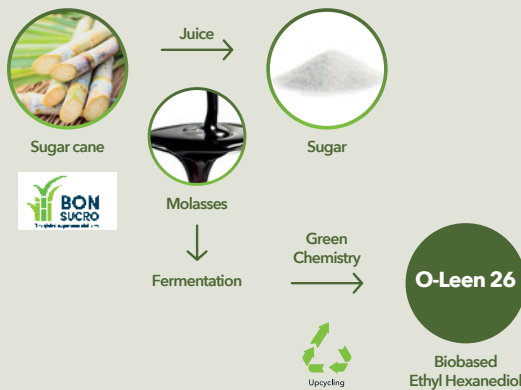 Juice
Sugar cane
Sugar
BON
SUCRO
Molasses
Fermentation
Green
Chemistry
Upcycling
O-Leen 26
Biobased
Ethyl Hexanediol